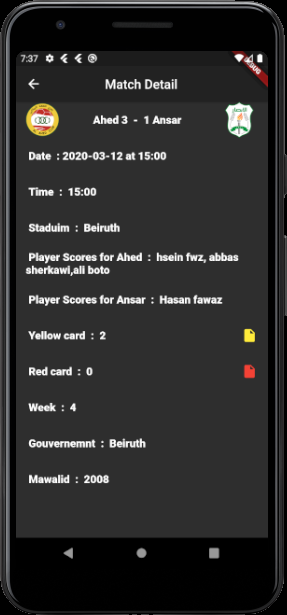 7:37
DEBUG
Match Detail
Ahed 3 - 1 Ansar
Date : 2020-03-12 at 15:00
Time : 15:00
Staduim : Beiruth
Player Scores for Ahed : hsein fwz, abbas
sherkawi,ali boto
Player Scores for Ansar : Hasan fawaz
Yellow card : 2
Red card : 0
Week : 4
Gouvernemnt : Beiruth
Mawalid : 2008